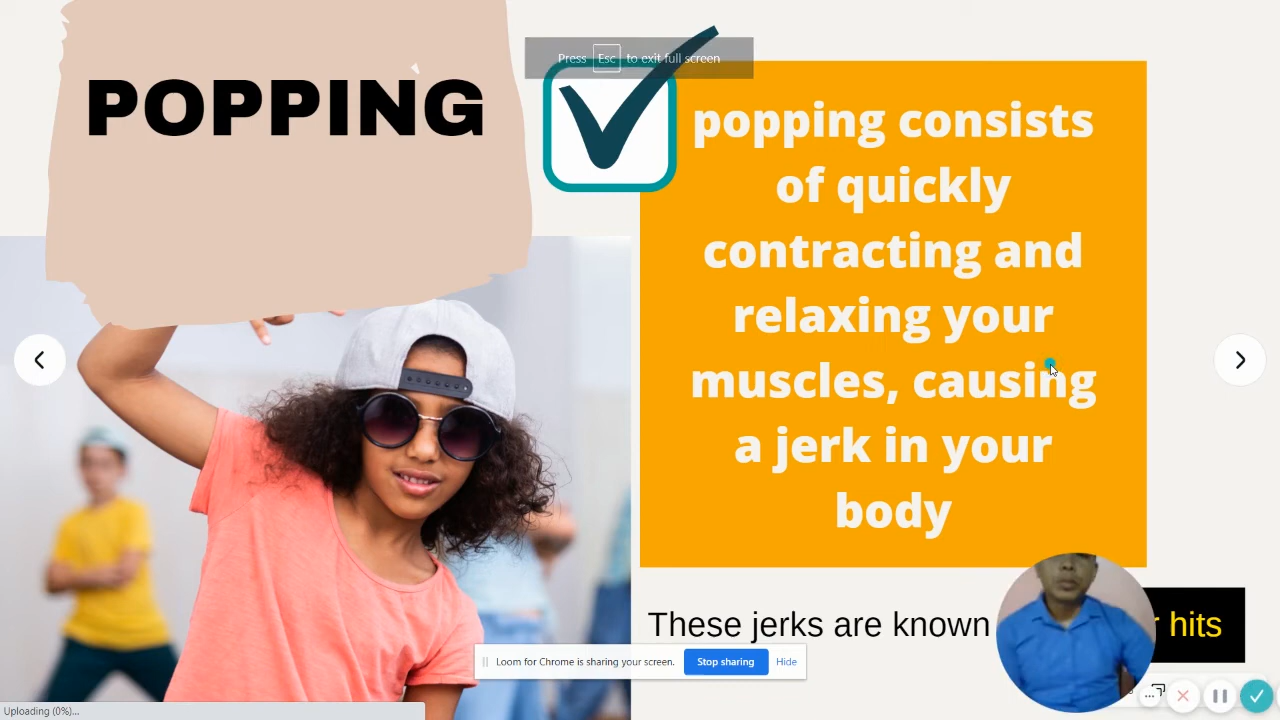 POPPING
Press Esc to exit full screen
popping consists
of quickly
contracting and
relaxing your
muscles, causing
a jerk in your
body
These jerks are known
hits
Loom for Chrome is sharing your screen. Stop sharing Hide
Uploading (0%)...